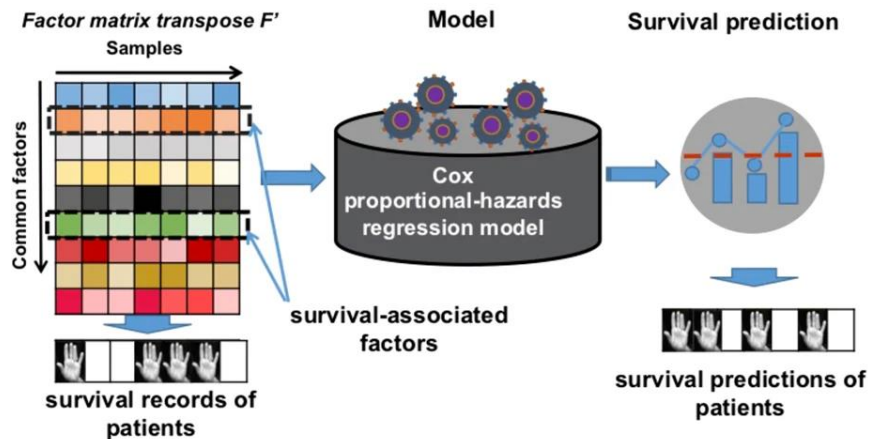 Factor matrix transpose F’
Samples
Common factors
survival records of
patients
survival-associated
factors
Model
Cox
proportional-hazards
regression model
Survival prediction
survival predictions of
patients